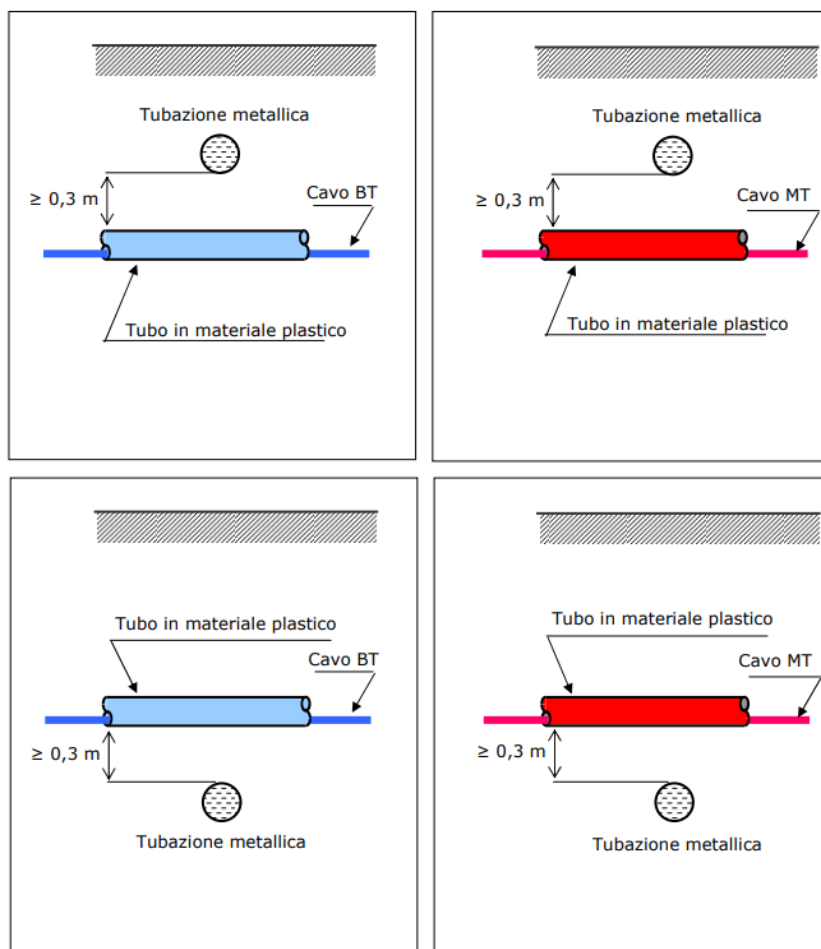 Tubazione metallica
≥ 0,3 m
Cavo BT
Tubo in materiale plastico
Tubazione metallica
≥ 0,3 m
Cavo MT
Tubo in materiale plastico
Tubo in materiale plastico
Cavo BT
≥ 0,3 m
Tubazione metallica
Tubo in materiale plastico
Cavo MT
≥ 0,3 m
Tubazione metallica